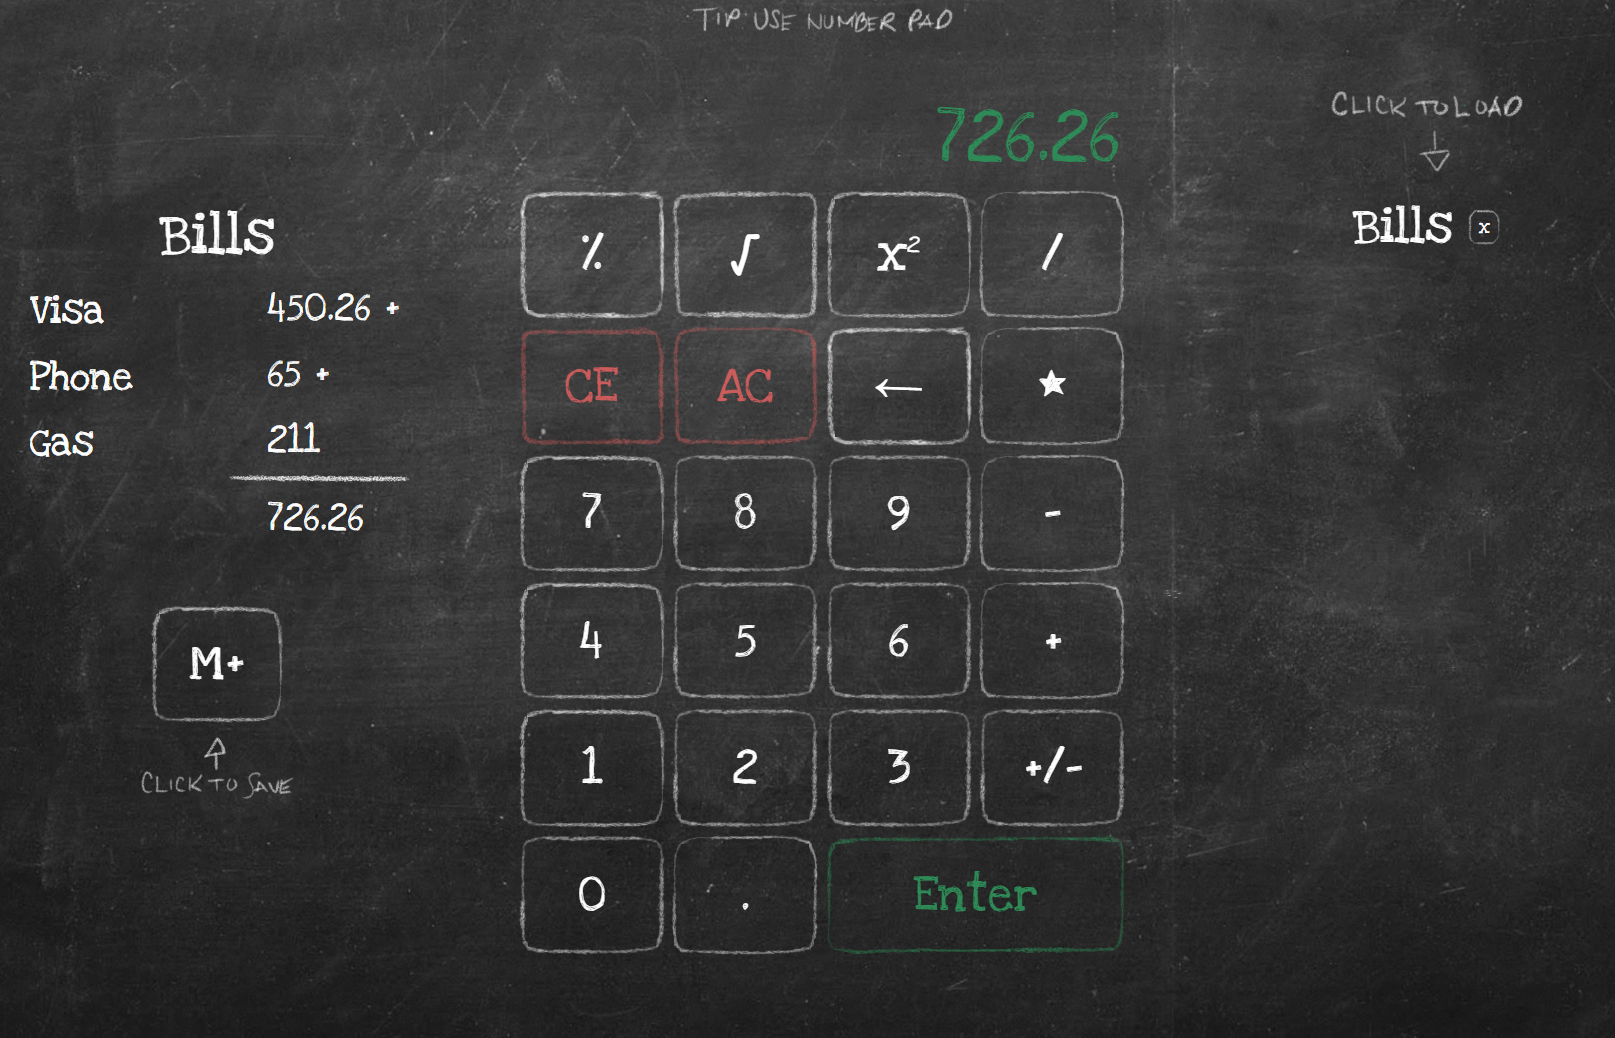 TIP: USE NUMBER PAD
726.26
Bills
Visa 450.26 +
Phone 65 +
Gas 211
726.26
M+
CLICK TO SAVE
% √ x² /
CE AC ← ★
7 8 9 -
4 5 6 +
1 2 3 +/-
0 . Enter
CLICK TO LOAD
Bills x